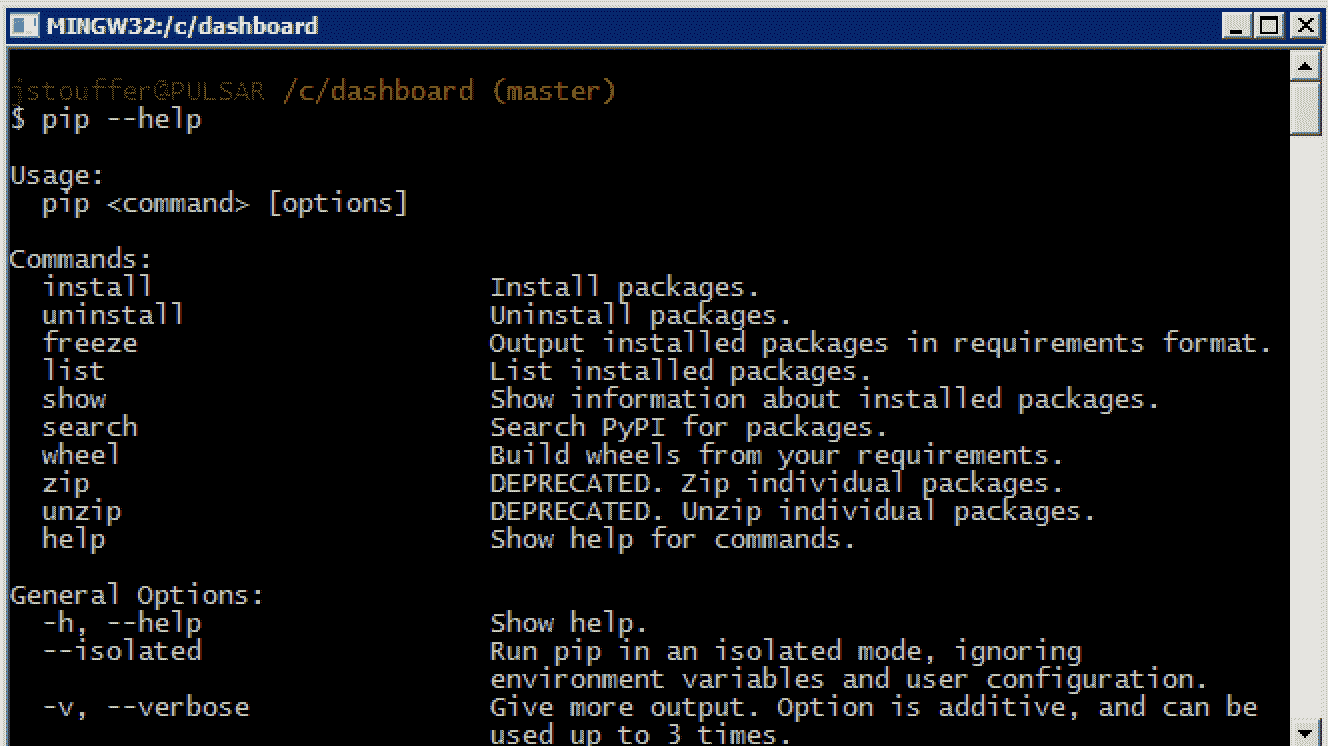 MINGW32:/c/dashboard
jstouffer@PULSAR /c/dashboard (master)
$ pip --help
Usage:
pip <command> [options]
Commands:
install Install packages.
uninstall Uninstall packages.
freeze Output installed packages in requirements format.
list List installed packages.
show Show information about installed packages.
search Search PyPI for packages.
wheel Build wheels from your requirements.
zip DEPRECATED. Zip individual packages.
unzip DEPRECATED. Unzip individual packages.
help Show help for commands.
General Options:
-h, --help Show help.
--isolated Run pip in an isolated mode, ignoring
environment variables and user configuration.
-v, --verbose Give more output. Option is additive, and can be
used up to 3 times.